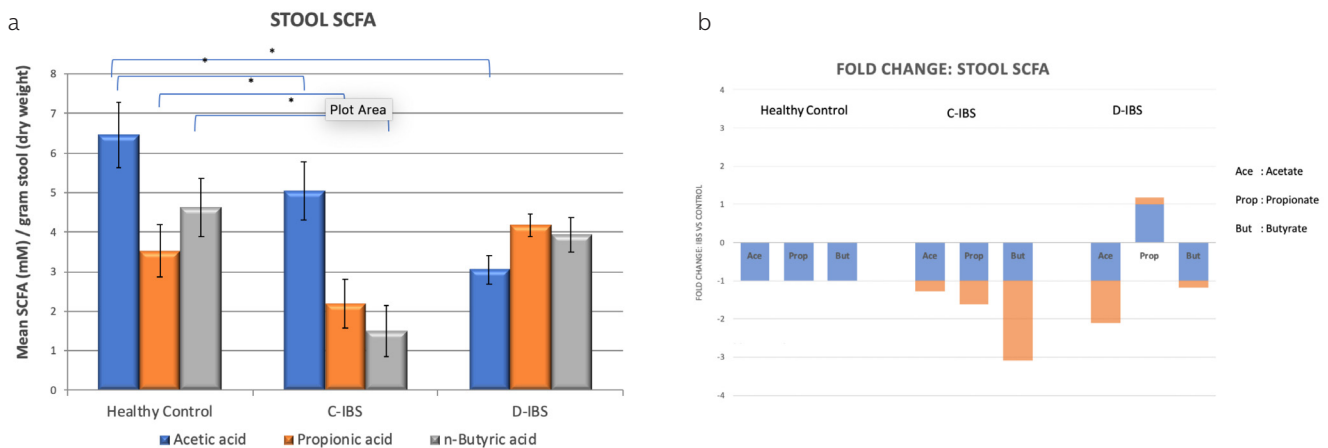 a
STOOL SCFA
*
*
*
*
Plot Area
Mean SCFA (mM) / gram stool (dry weight)
8
7
6
5
4
3
2
1
0
Healthy Control C-IBS D-IBS
Acetic acid Propionic acid n-Butyric acid
b
FOLD CHANGE: STOOL SCFA
FOLD CHANGE: IBS VS CONTROL
4
3
2
1
0
-1
-2
-3
-4
Healthy Control C-IBS D-IBS
Ace Prop But Ace Prop But Ace Prop But
Ace : Acetate
Prop : Propionate
But : Butyrate